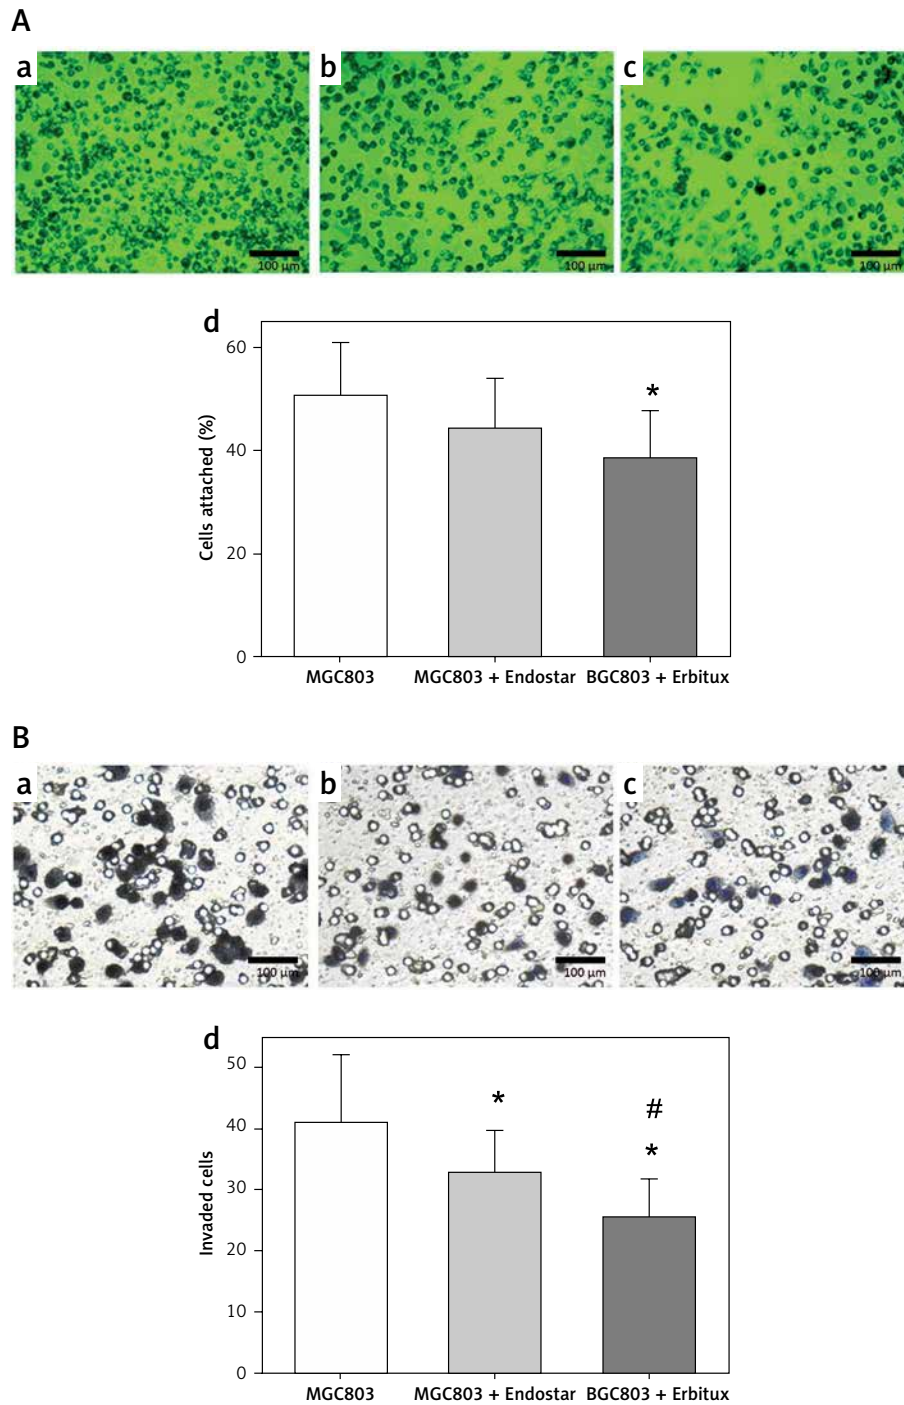 A
a
b
c
100 µm
100 µm
100 µm
d
60
40
20
0
Cells attached (%)
*
MGC803
MGC803 + Endostar
BGC803 + Erbitux
B
a
b
c
100 µm
100 µm
100 µm
d
50
40
30
20
10
0
Invaded cells
*
#
*
MGC803
MGC803 + Endostar
BGC803 + Erbitux